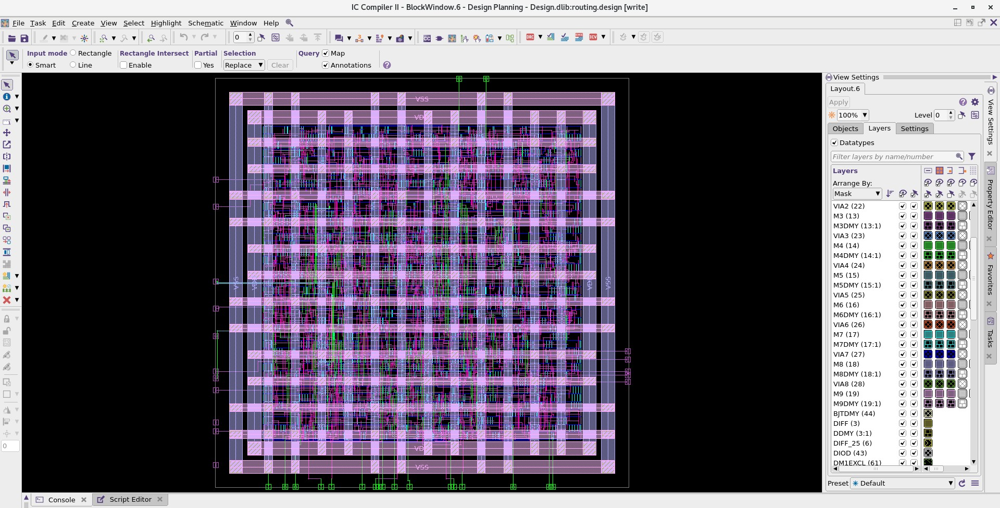 IC Compiler II - BlockWindow.6 - Design Planning - Design.dlib:routing.design [write]
File Task Edit Create View Select Highlight Schematic Window Help
0
CC DRC EMS ICV
Input mode Rectangle Rectangle Intersect Partial Selection Query Map
Smart Line Enable Yes Replace Clear Annotations
View Settings
Layout.6
Apply
100% Level 0
Objects Layers Settings
Datatypes
Filter layers by name/number
Layers
Arrange By:
Mask
VIA2 (22)
M3 (13)
M3DMY (13:1)
VIA3 (23)
M4 (14)
M4DMY (14:1)
VIA4 (24)
M5 (15)
M5DMY (15:1)
VIA5 (25)
M6 (16)
M6DMY (16:1)
VIA6 (26)
M7 (17)
M7DMY (17:1)
VIA7 (27)
M8 (18)
M8DMY (18:1)
VIA8 (28)
M9 (19)
M9DMY (19:1)
BJTDMY (44)
DIFF (3)
DDMY (3:1)
DIFF_25 (6)
DIOD (43)
DM1EXCL (61)
Preset Default
View Settings
Property Editor
Favorites
Tasks
0
Console Script Editor